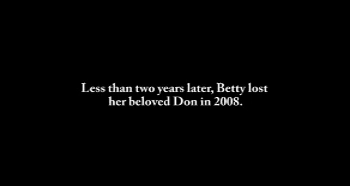 Less than two years later, Betty lost
her beloved Don in 2008.